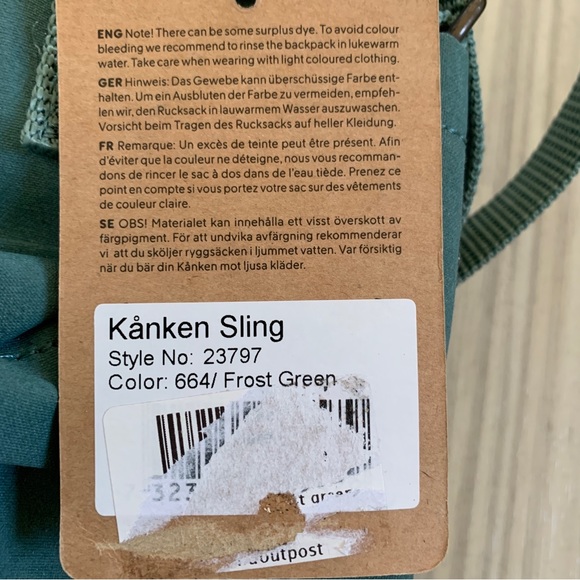 ENG Note! There can be some surplus dye. To avoid colour
bleeding we recommend to rinse the backpack in lukewarm
water. Take care when wearing with light coloured clothing.
GER Hinweis: Das Gewebe kann überschüssige Farbe ent-
halten. Um ein Ausbluten der Farbe zu vermeiden, empfeh-
len wir, den Rucksack in lauwarmem Wasser auszuwaschen.
Vorsicht beim Tragen des Rucksacks auf heller Kleidung.
FR Remarque: Un excès de teinte peut être présent. Afin
d'éviter que la couleur ne déteigne, nous vous recomman-
dons de rincer le sac à dos dans de l'eau tiède. Prenez ce
point en compte si vous portez votre sac sur des vêtements
de couleur claire.
SE OBS! Materialet kan innehålla ett visst överskott av
färgpigment. För att undvika avfärgning rekommenderar
vi att du sköljer ryggsäcken i ljummet vatten. Var försiktig
när du bär din Kånken mot ljusa kläder.
Kånken Sling
Style No: 23797
Color: 664/ Frost Green
323
outpost